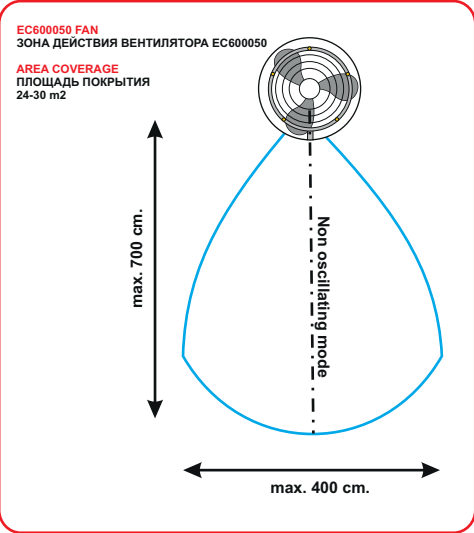 EC600050 FAN
ЗОНА ДЕЙСТВИЯ ВЕНТИЛЯТОРА EC600050
AREA COVERAGE
ПЛОЩАДЬ ПОКРЫТИЯ
24-30 m2
max. 700 cm.
Non oscillating mode
max. 400 cm.